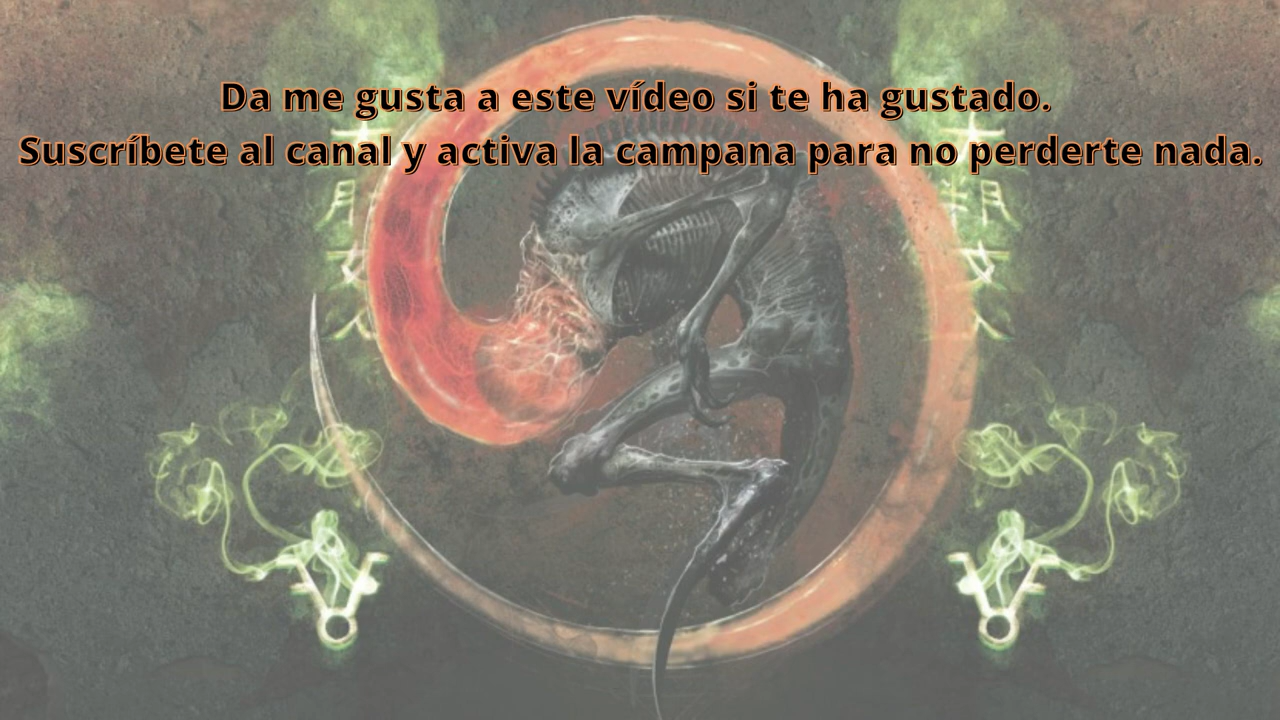 Da me gusta a este vídeo si te ha gustado.
Suscríbete al canal y activa la campana para no perderte nada.